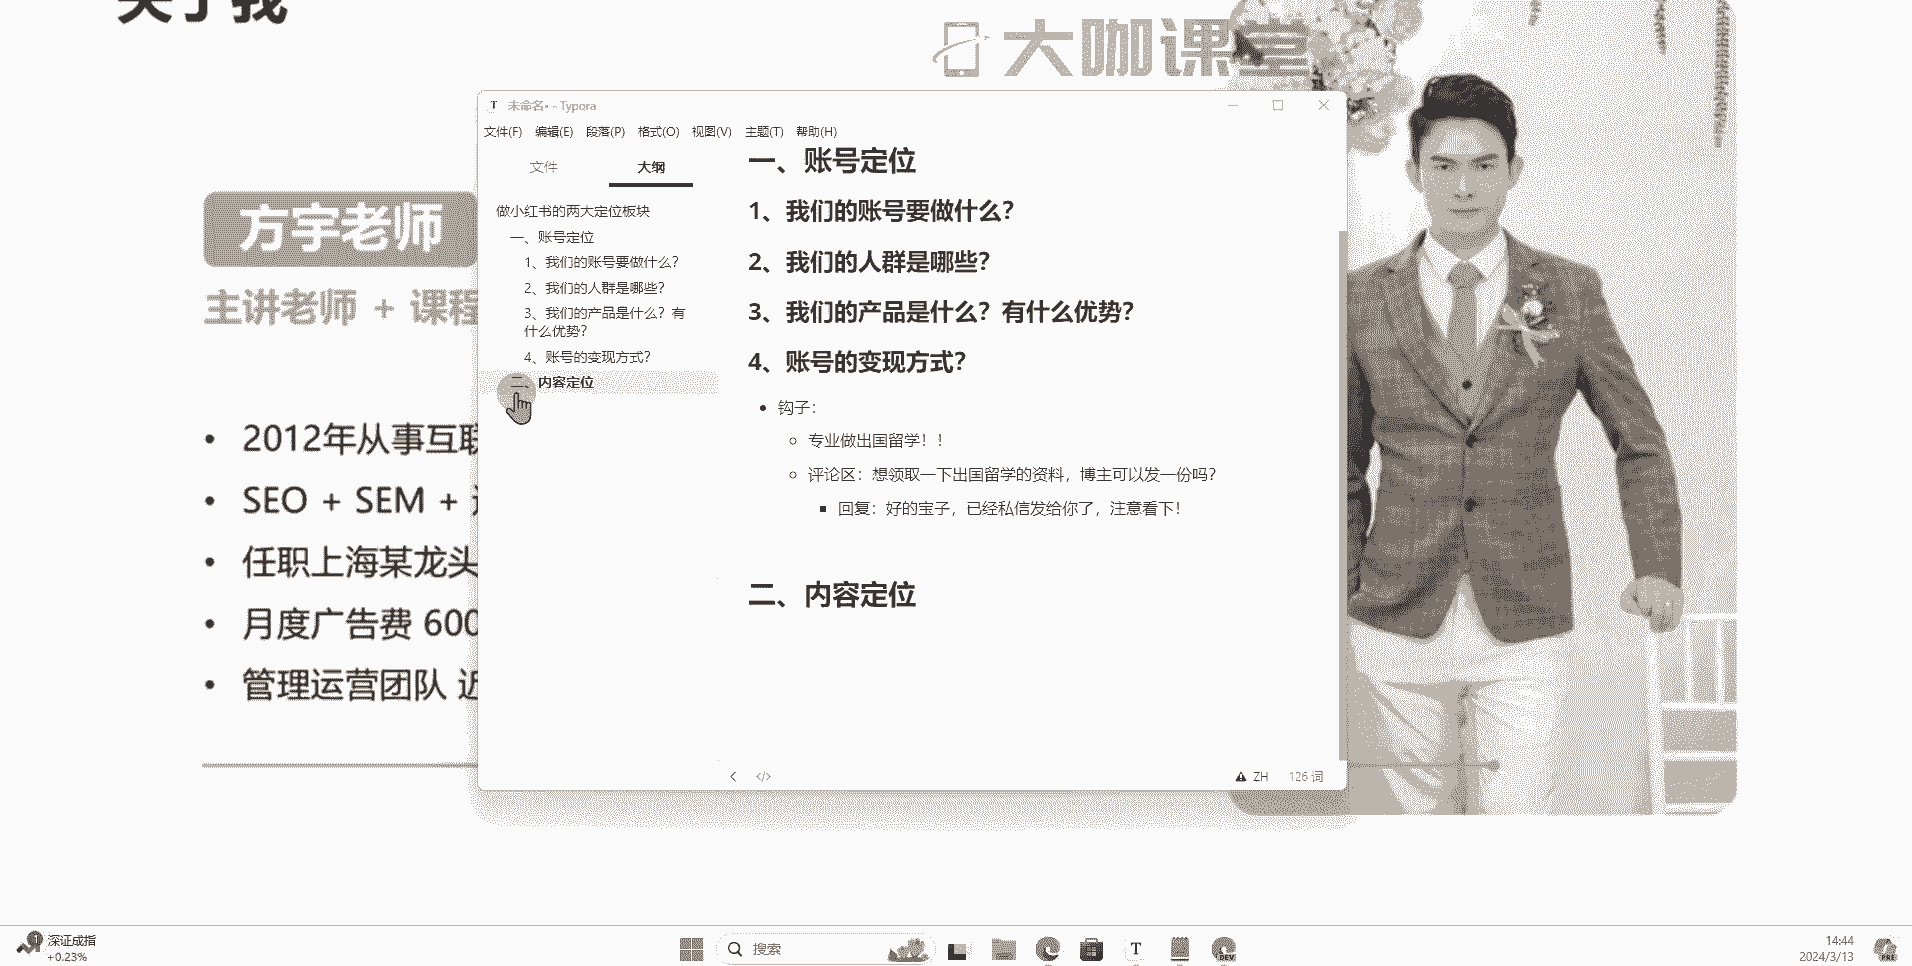 关于我
大咖课堂
方宇老师
主讲老师 + 课程
2012年从事互联
SEO + SEM +
任职上海某龙头
月度广告费 600
管理运营团队 近
T 未命名• - Typora
文件(F) 编辑(E) 段落(P) 格式(O) 视图(V) 主题(T) 帮助(H)
文件 大纲
做小红书的两大定位板块
一、账号定位
1、我们的账号要做什么？
2、我们的人群是哪些？
3、我们的产品是什么？有
什么优势？
4、账号的变现方式？
二、内容定位
一、账号定位
1、我们的账号要做什么？
2、我们的人群是哪些？
3、我们的产品是什么？有什么优势？
4、账号的变现方式？
钩子：
专业做出国留学！！
评论区：想领取一下出国留学的资料，博主可以发一份吗？
回复：好的宝子，已经私信发给你了，注意看下！
二、内容定位
</> ZH 126 词
1 深证成指
+0.23%
搜索
T
DEV
14:44
2024/3/13
PRE